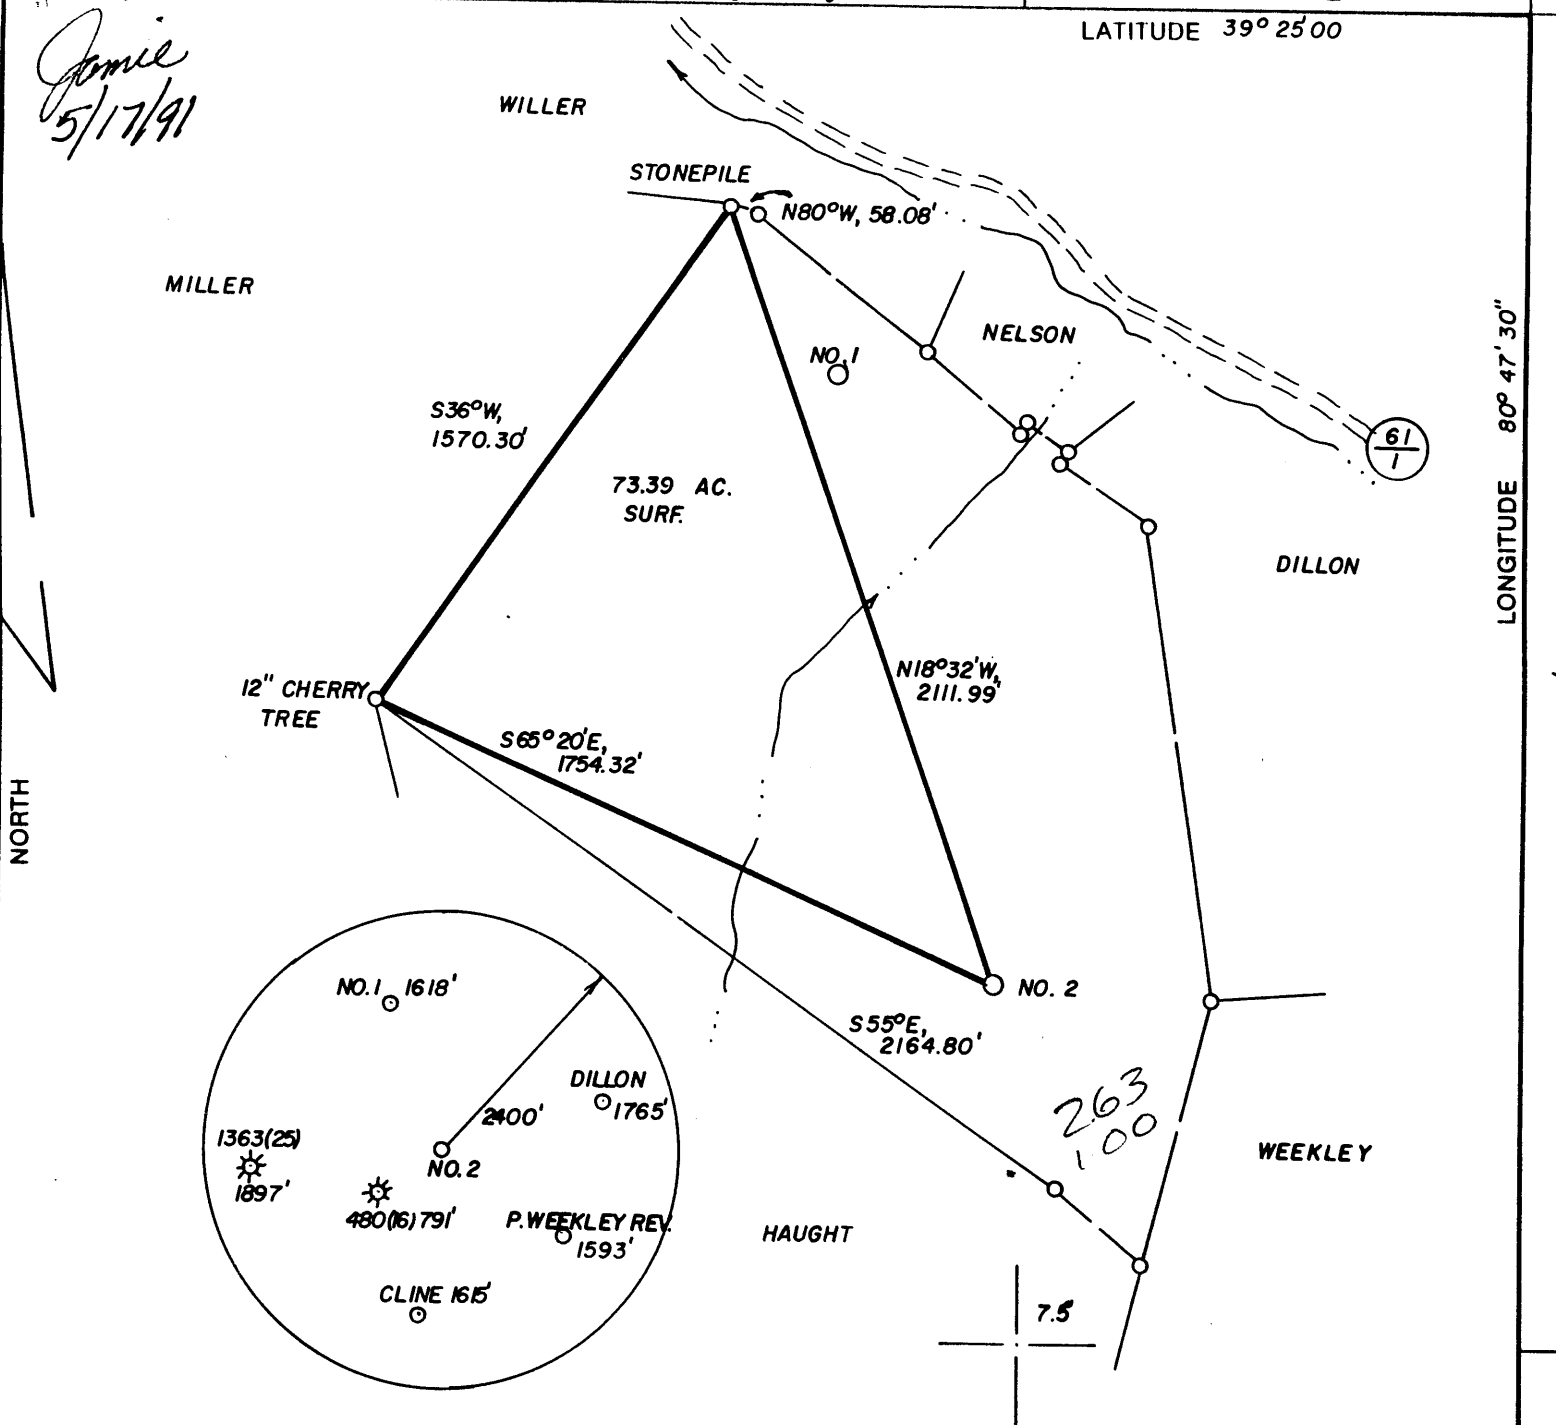 LATITUDE 39° 25' 00
Jamie
5/17/91
WILLER
STONEPILE
N80°W, 58.08'
MILLER
NELSON
NO. 1
LONGITUDE 80° 47' 30"
S36°W,
1570.30'
61
1
73.39 AC.
SURF.
DILLON
N18°32'W,
2111.99'
12" CHERRY
TREE
S65°20'E,
1754.32'
NORTH
NO. 2
NO. 1 1618'
S55°E,
2164.80'
DILLON
1765'
2400'
263
1.00
1363(25)
1897'
NO. 2
WEEKLEY
480(16) 791'
P. WEEKLEY REV.
1593'
HAUGHT
CLINE 1615'
7.5'